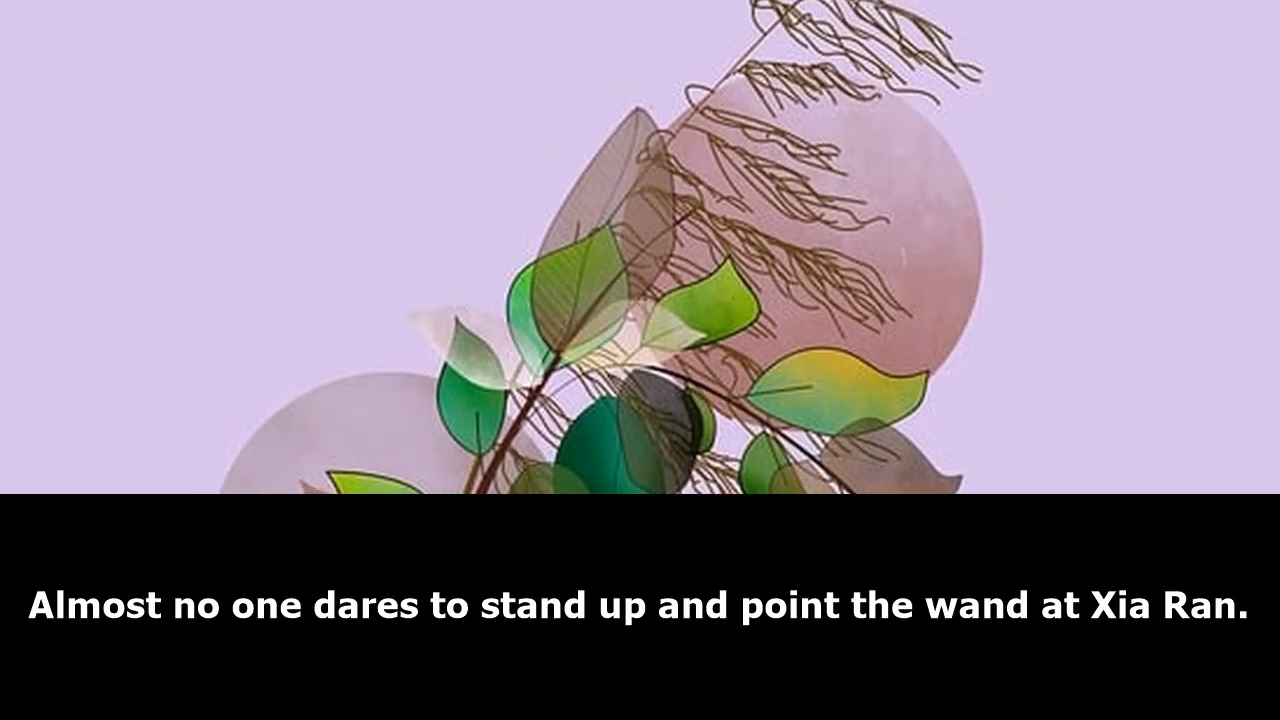 Almost no one dares to stand up and point the wand at Xia Ran.